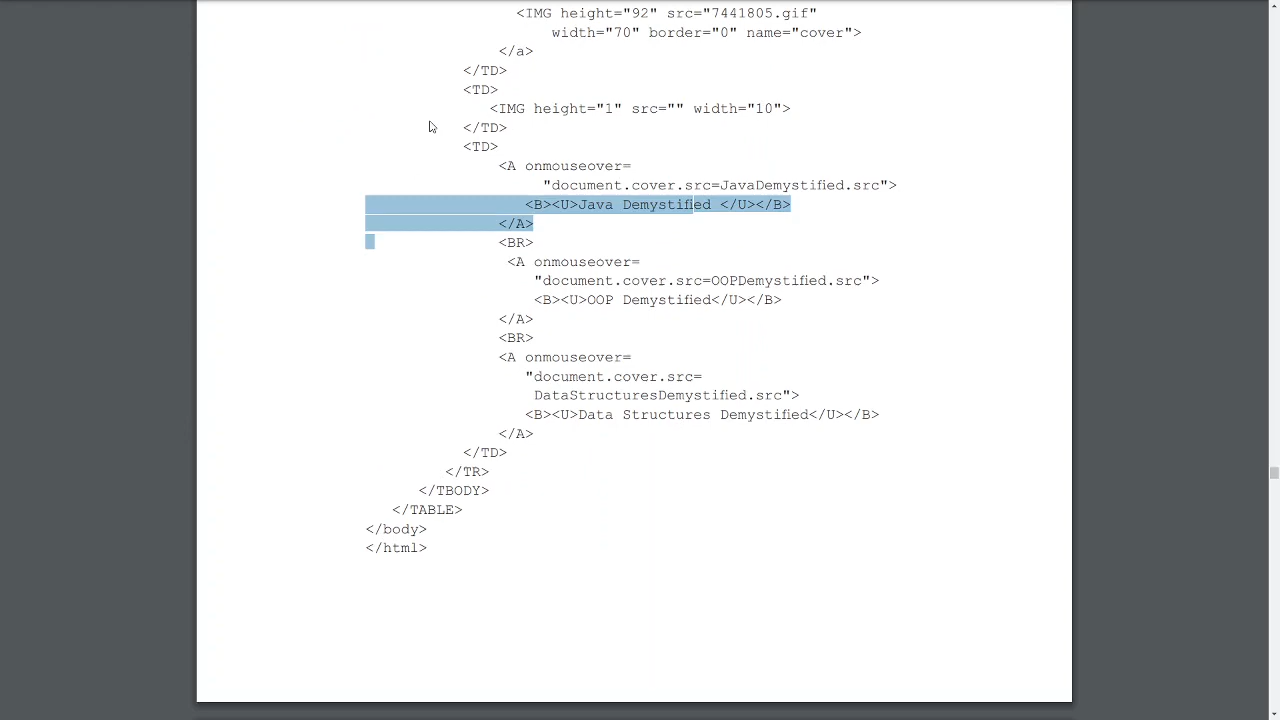 <IMG height="92" src="7441805.gif"
width="70" border="0" name="cover">
</a>
</TD>
<TD>
<IMG height="1" src="" width="10">
</TD>
<TD>
<A onmouseover=
"document.cover.src=JavaDemystified.src">
<B><U>Java Demystified </U></B>
</A>
<BR>
<A onmouseover=
"document.cover.src=OOPDemystified.src">
<B><U>OOP Demystified</U></B>
</A>
<BR>
<A onmouseover=
"document.cover.src=
DataStructuresDemystified.src">
<B><U>Data Structures Demystified</U></B>
</A>
</TD>
</TR>
</TBODY>
</TABLE>
</body>
</html>